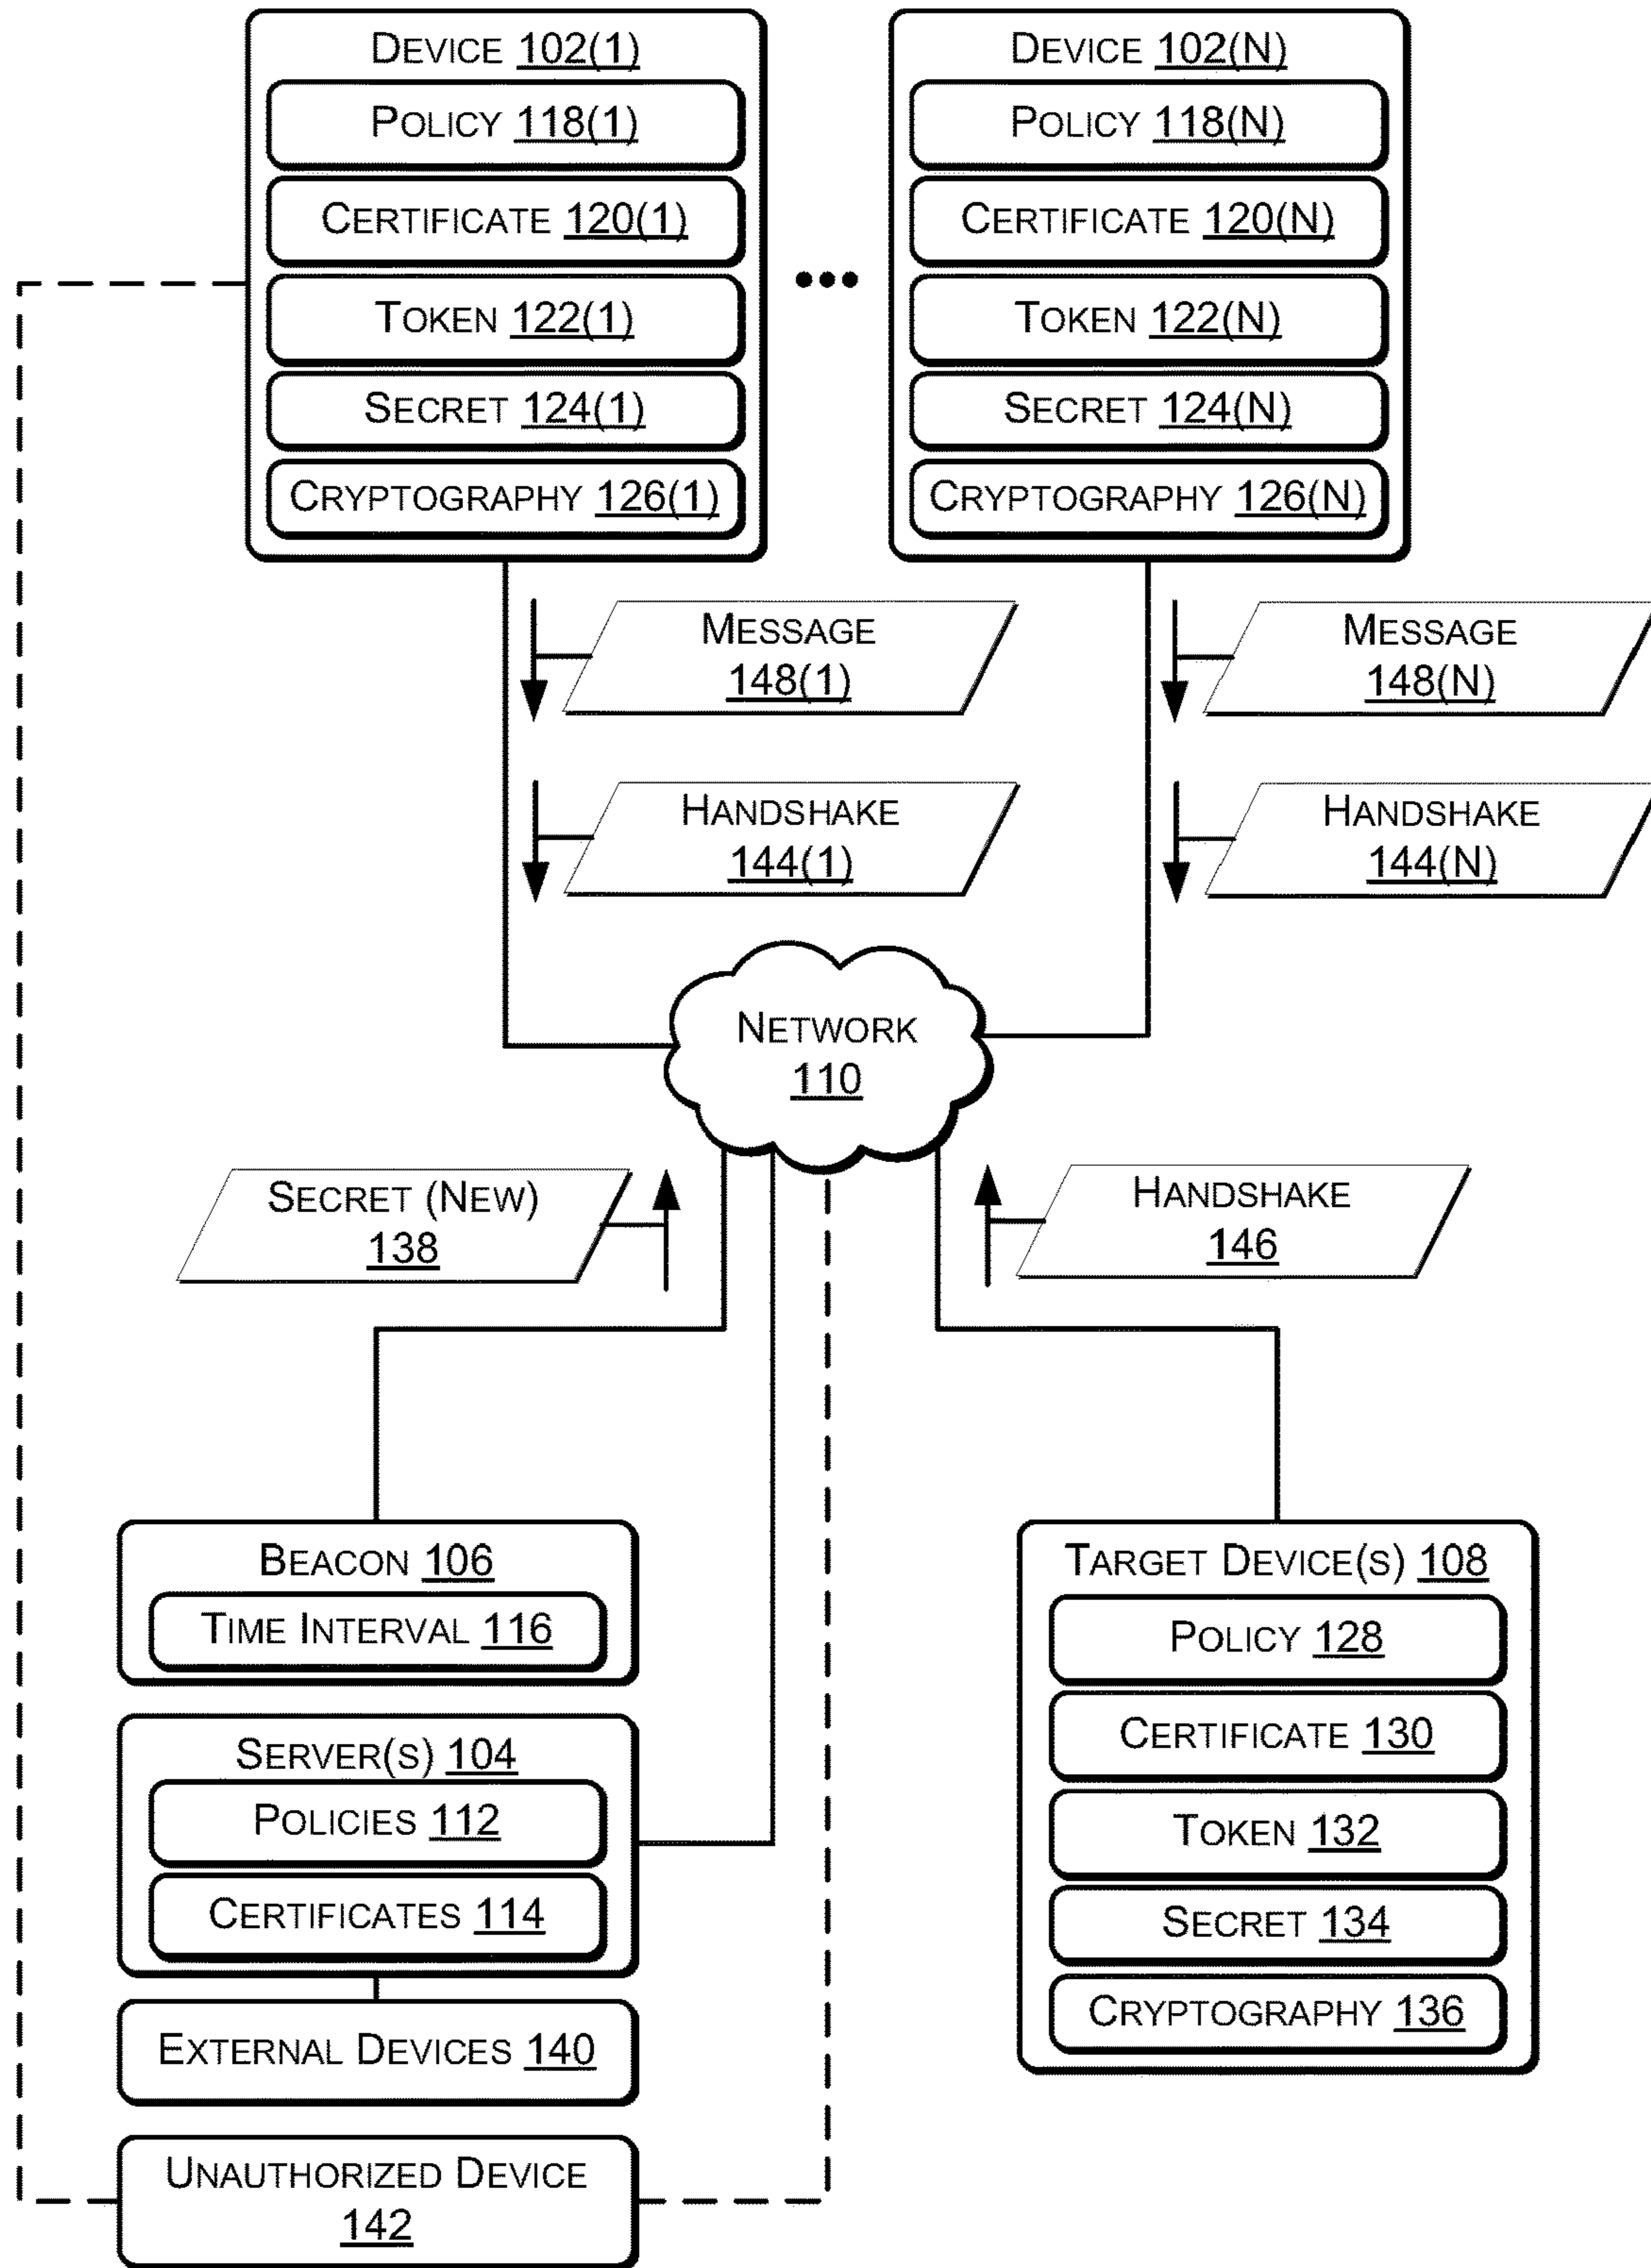 DEVICE 102(1)
POLICY 118(1)
CERTIFICATE 120(1)
TOKEN 122(1)
SECRET 124(1)
CRYPTOGRAPHY 126(1)
DEVICE 102(N)
POLICY 118(N)
CERTIFICATE 120(N)
TOKEN 122(N)
SECRET 124(N)
CRYPTOGRAPHY 126(N)
MESSAGE
148(1)
MESSAGE
148(N)
HANDSHAKE
144(1)
HANDSHAKE
144(N)
NETWORK
110
SECRET (NEW)
138
HANDSHAKE
146
BEACON 106
TIME INTERVAL 116
SERVER(S) 104
POLICIES 112
CERTIFICATES 114
EXTERNAL DEVICES 140
UNAUTHORIZED DEVICE
142
TARGET DEVICE(S) 108
POLICY 128
CERTIFICATE 130
TOKEN 132
SECRET 134
CRYPTOGRAPHY 136